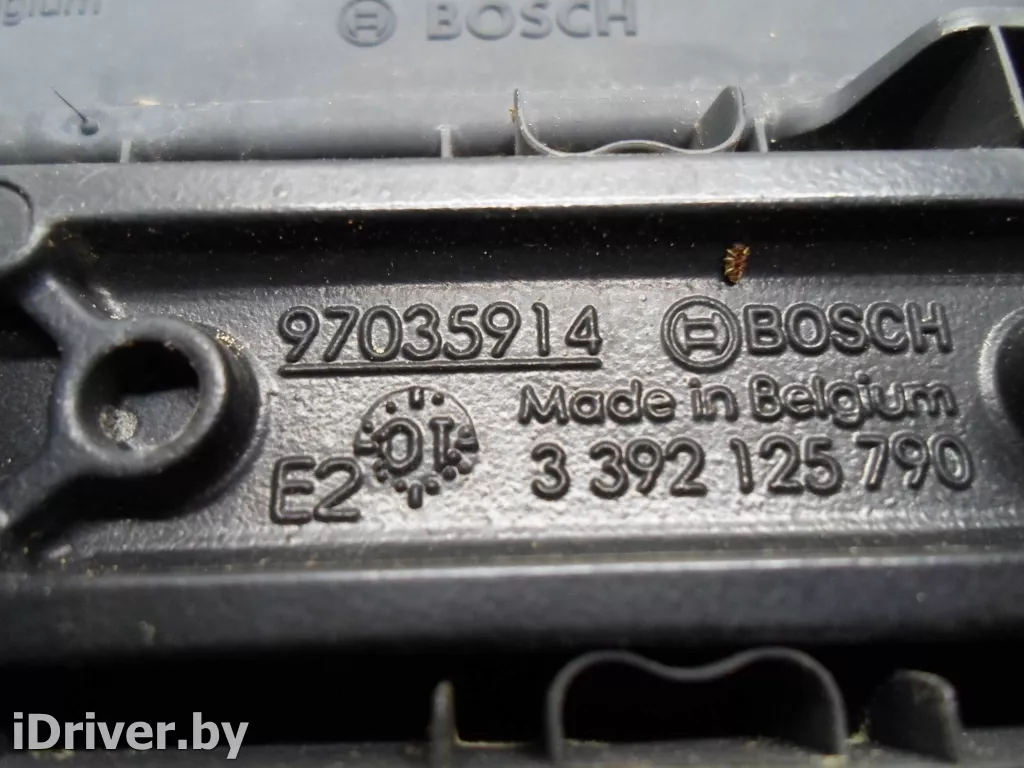 BOSCH
97035914 BOSCH
Made in Belgium
E2 01 3 392 125 790
iDriver.by